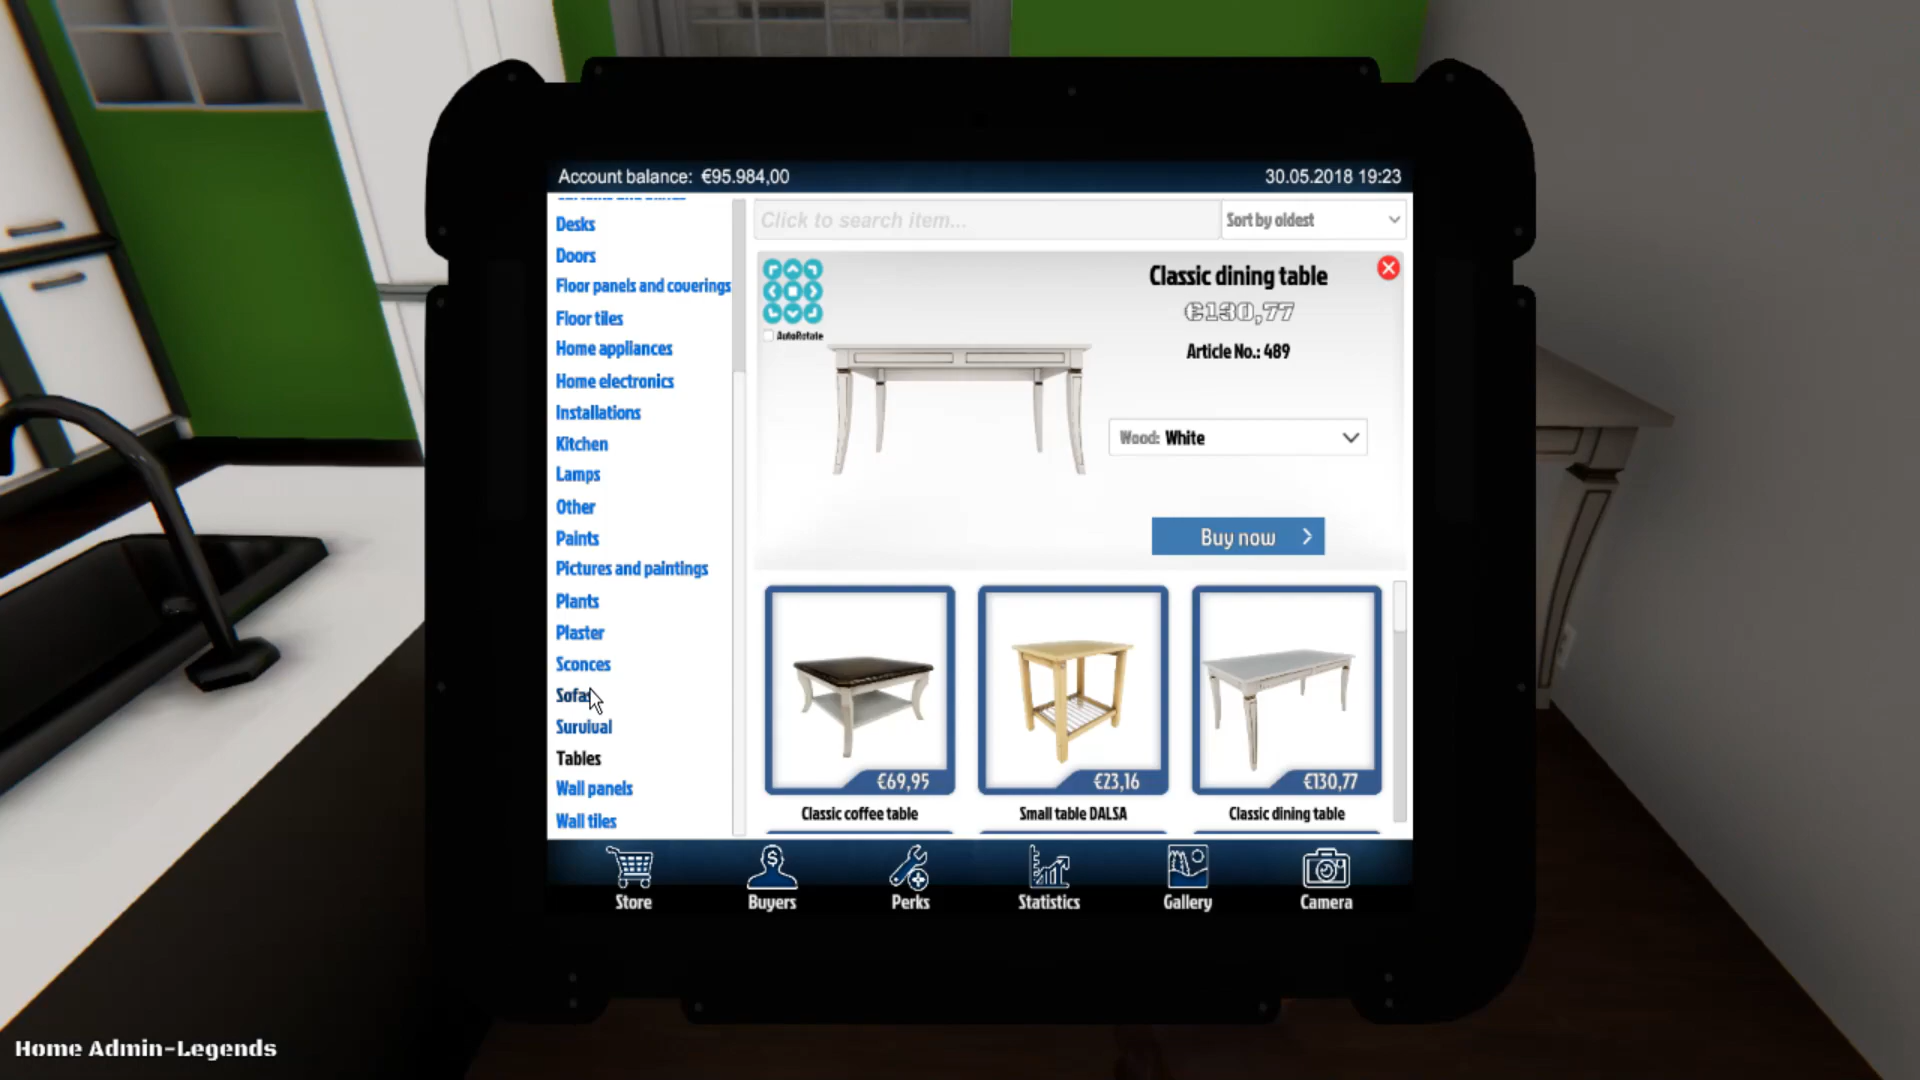 Account balance: €95.984,00
30.05.2018 19:23
Desks
Doors
Floor panels and coverings
Floor tiles
Home appliances
Home electronics
Installations
Kitchen
Lamps
Other
Paints
Pictures and paintings
Plants
Plaster
Sconces
Sofas
Survival
Tables
Wall panels
Wall tiles
Click to search item...
Sort by oldest
AutoRotate
Classic dining table
€130,77
Article No.: 489
Wood: White
Buy now
€69,95
€23,16
€130,77
Classic coffee table
Small table DALSA
Classic dining table
Store
Buyers
Perks
Statistics
Gallery
Camera
Home Admin-Legends